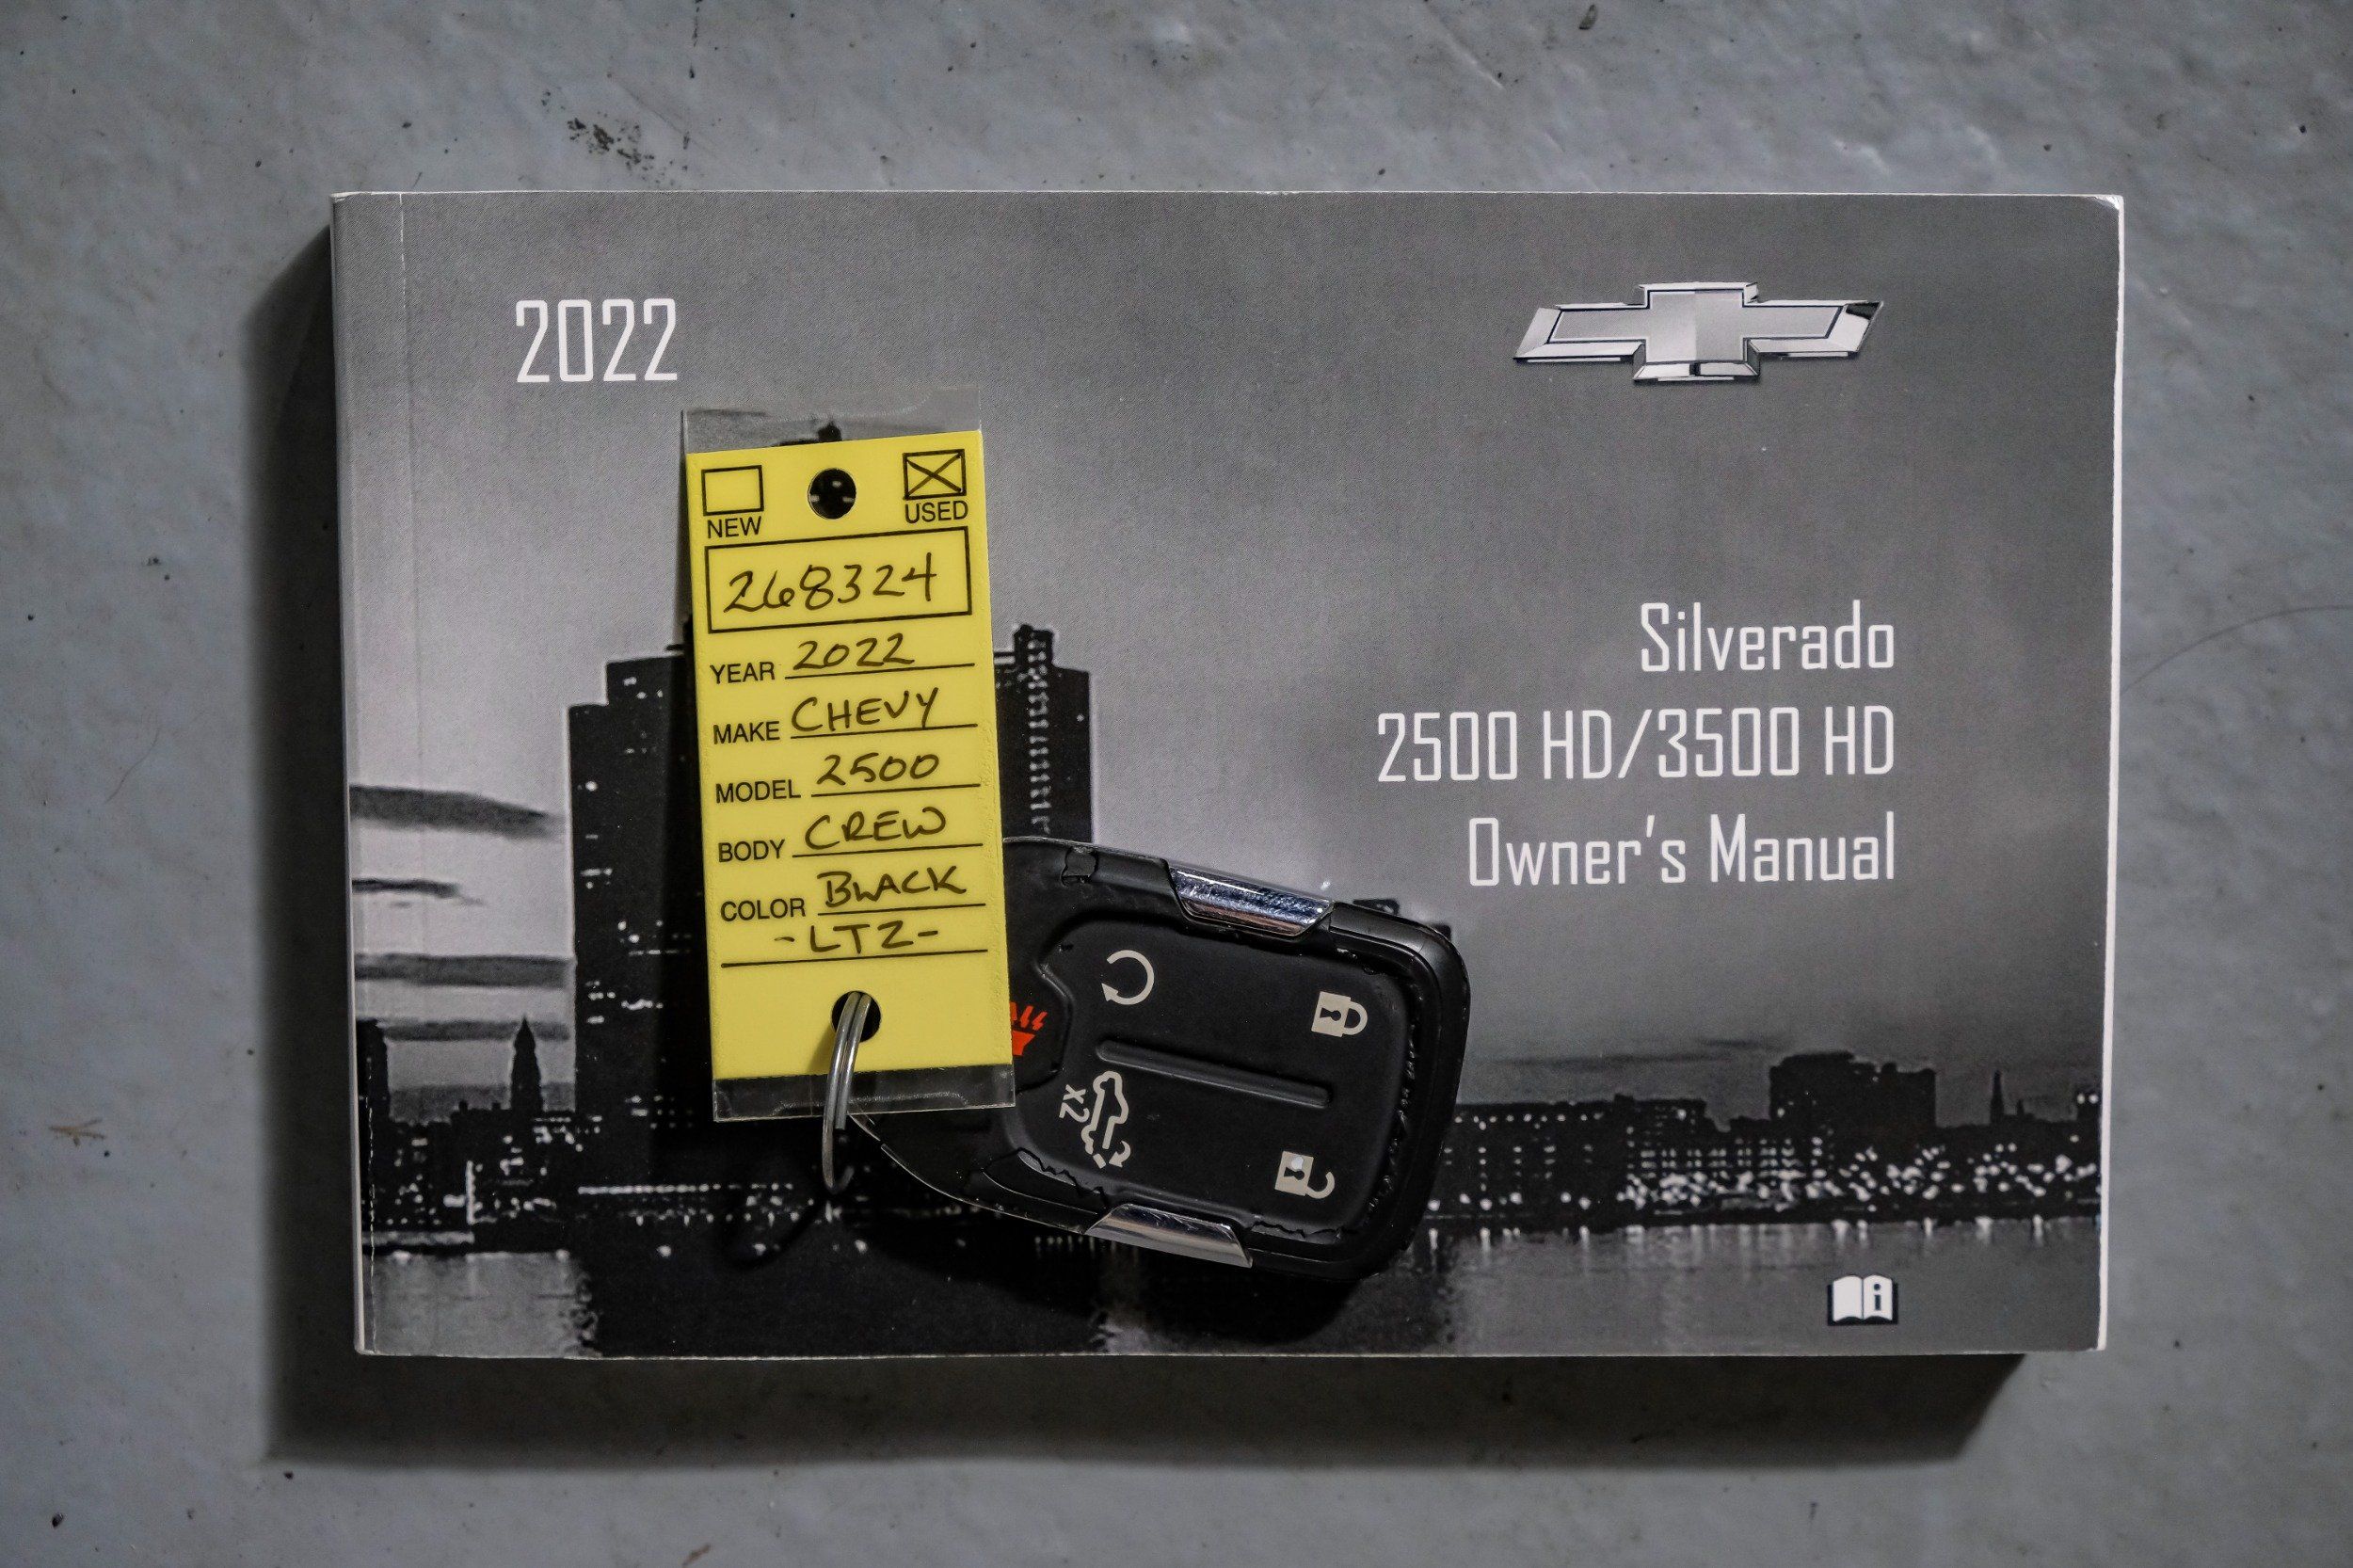 2022
NEW USED
268324
YEAR 2022
MAKE CHEVY
MODEL 2500
BODY CREW
COLOR BLACK
-LTZ-
Silverado
2500 HD/3500 HD
Owner's Manual
x2
i